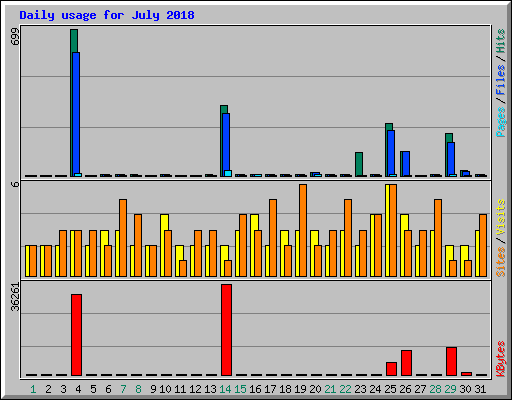 Daily usage for July 2018
699
Pages / Files / Hits
6
Sites / Visits
36261
KBytes
1 2 3 4 5 6 7 8 9 10 11 12 13 14 15 16 17 18 19 20 21 22 23 24 25 26 27 28 29 30 31